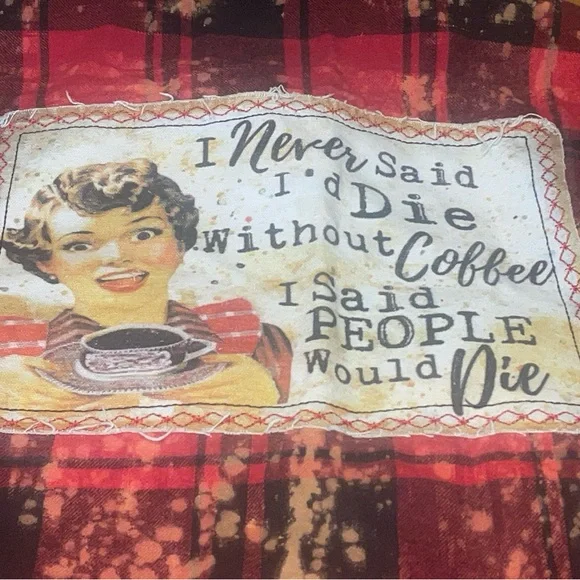 I Never Said
I'd Die
Without Coffee
I Said
PEOPLE
Would Die